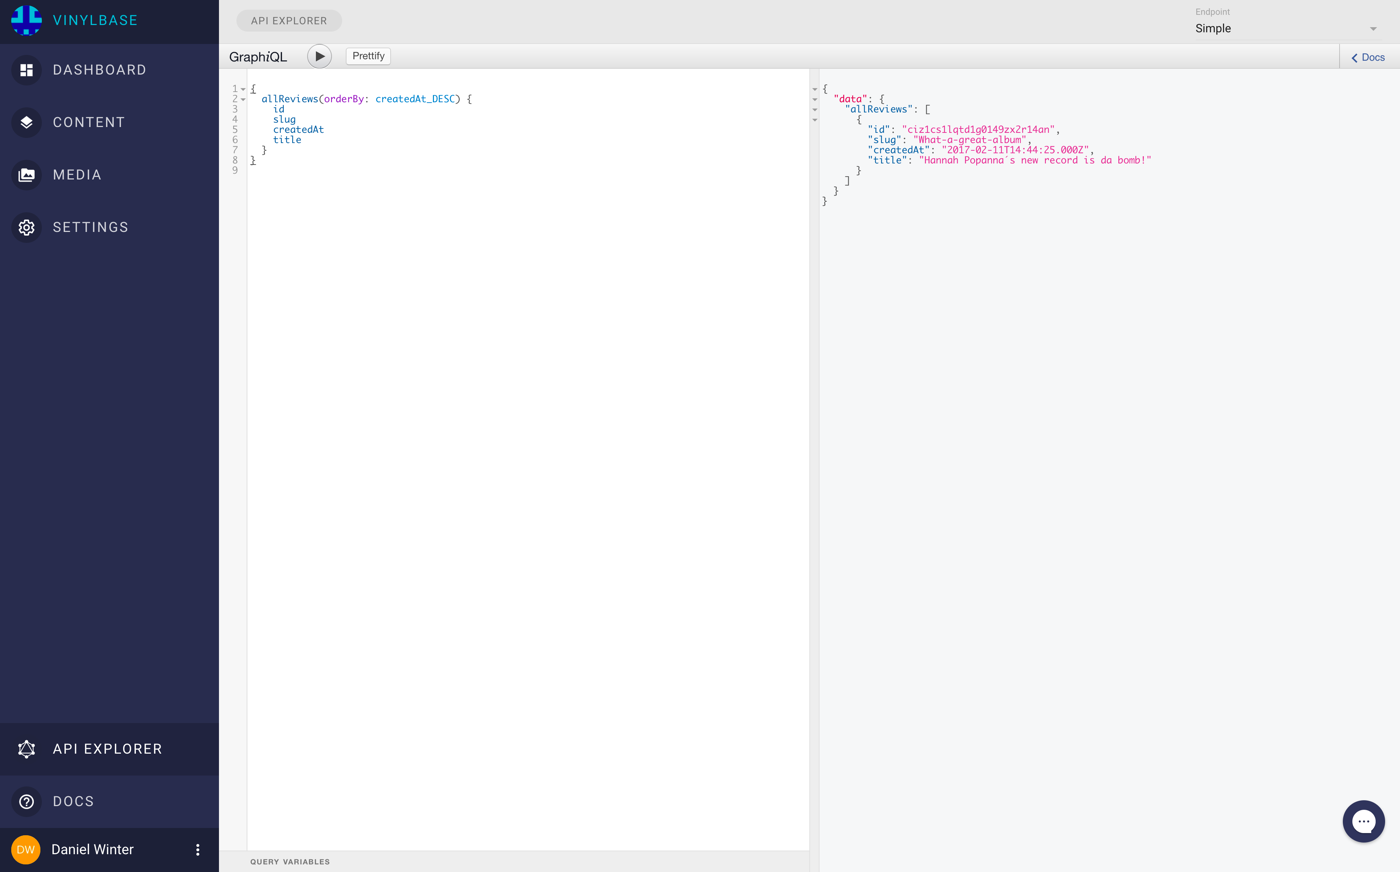 VINYLBASE
DASHBOARD
CONTENT
MEDIA
SETTINGS
API EXPLORER
DOCS
DW Daniel Winter
API EXPLORER
Endpoint
Simple
GraphiQL
Prettify
Docs
1 {
2 allReviews(orderBy: createdAt_DESC) {
3 id
4 slug
5 createdAt
6 title
7 }
8 }
9
QUERY VARIABLES
{
"data": {
"allReviews": [
{
"id": "ciz1cs1lqtd1g0149zx2r14an",
"slug": "What-a-great-album",
"createdAt": "2017-02-11T14:44:25.000Z",
"title": "Hannah Popanna´s new record is da bomb!"
}
]
}
}